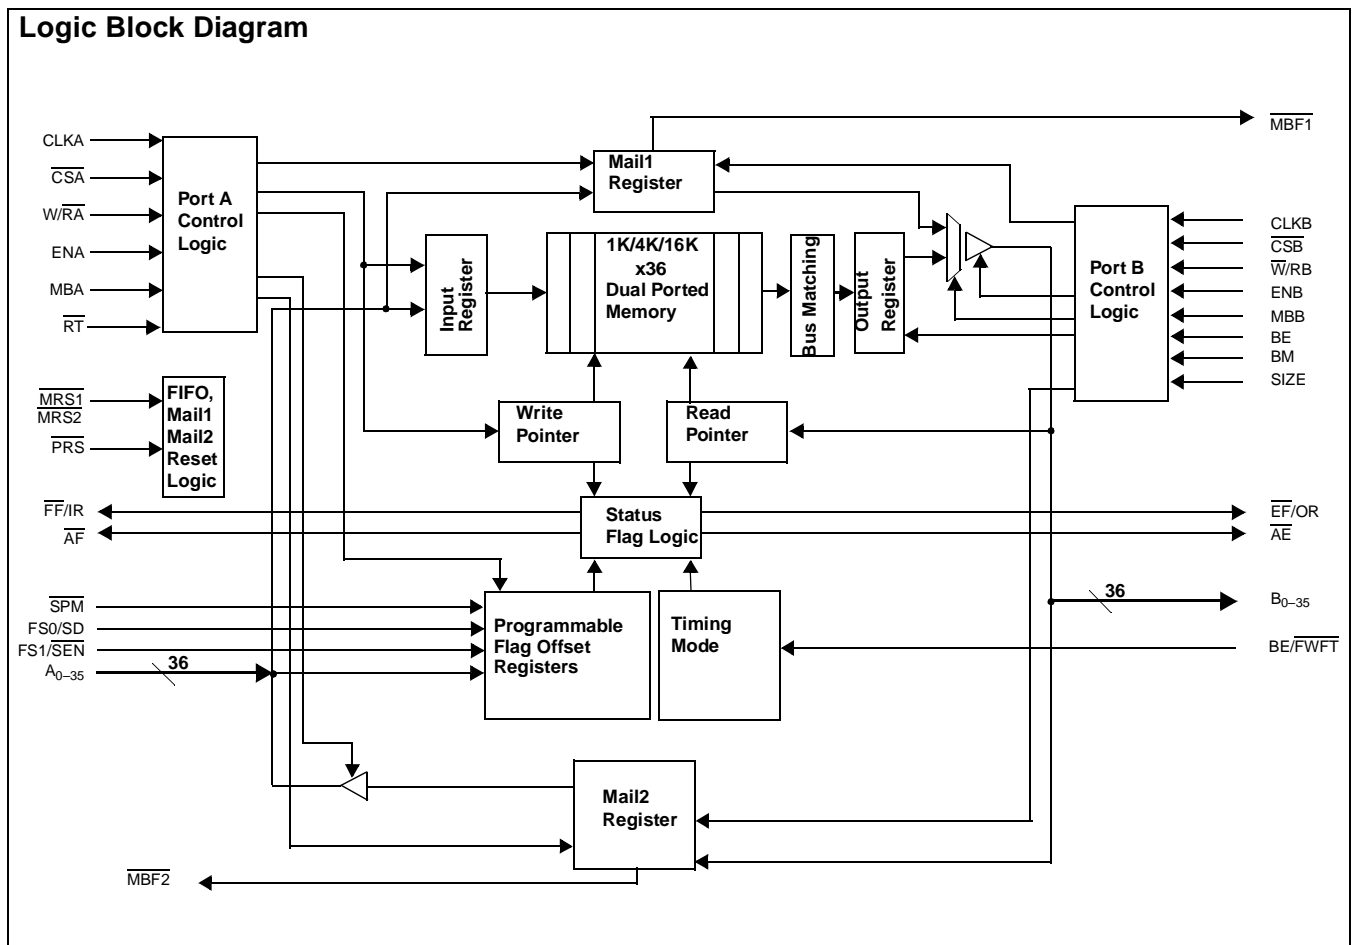 Logic Block Diagram
MBF1
CLKA
CSA
W/RA
ENA
MBA
RT
Port A
Control
Logic
Mail1
Register
Input
Register
1K/4K/16K
x36
Dual Ported
Memory
Bus Matching
Output
Register
Port B
Control
Logic
CLKB
CSB
W/RB
ENB
MBB
BE
BM
SIZE
MRS1
MRS2
PRS
FIFO,
Mail1
Mail2
Reset
Logic
Write
Pointer
Read
Pointer
FF/IR
AF
Status
Flag Logic
EF/OR
AE
SPM
FS0/SD
FS1/SEN
A0–35
36
Programmable
Flag Offset
Registers
Timing
Mode
36
B0–35
BE/FWFT
Mail2
Register
MBF2